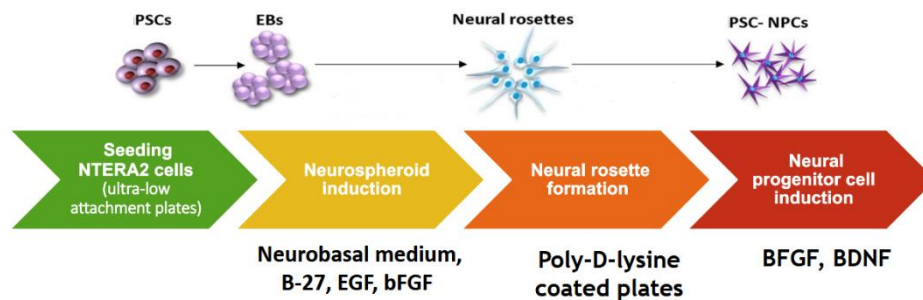 PSCs
EBs
Neural rosettes
PSC- NPCs
Seeding
NTERA2 cells
(ultra-low
attachment plates)
Neurospheroid
induction
Neural rosette
formation
Neural
progenitor cell
induction
Neurobasal medium,
B-27, EGF, bFGF
Poly-D-lysine
coated plates
BFGF, BDNF